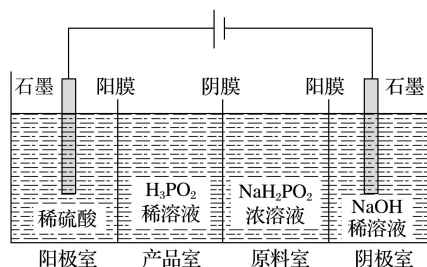 石墨 阳膜 阴膜 阳膜 石墨
稀硫酸
H₃PO₂
稀溶液
NaH₂PO₂
浓溶液
NaOH
稀溶液
阳极室 产品室 原料室 阴极室